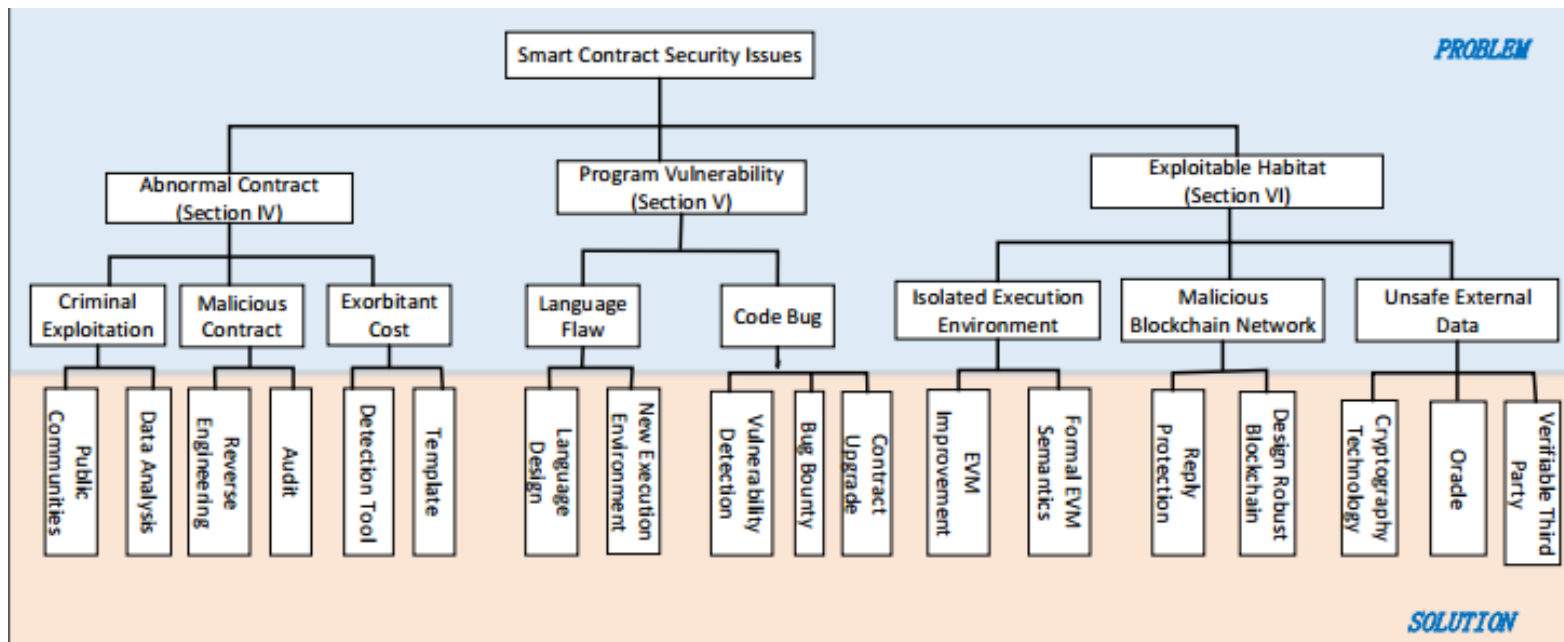 Smart Contract Security Issues
PROBLEM
Abnormal Contract
(Section IV)
Program Vulnerability
(Section V)
Exploitable Habitat
(Section VI)
Criminal
Exploitation
Malicious
Contract
Exorbitant
Cost
Language
Flaw
Code Bug
Isolated Execution
Environment
Malicious
Blockchain Network
Unsafe External
Data
Public
Communities
Data Analysis
Reverse
Engineering
Audit
Detection Tool
Template
Language
Design
New Execution
Environment
Vulnerability
Detection
Bug Bounty
Contract
Upgrade
EVM
Improvement
Formal EVM
Semantics
Reply
Protection
Design Robust
Blockchain
Cryptography
Technology
Oracle
Verifiable Third
Party
SOLUTION